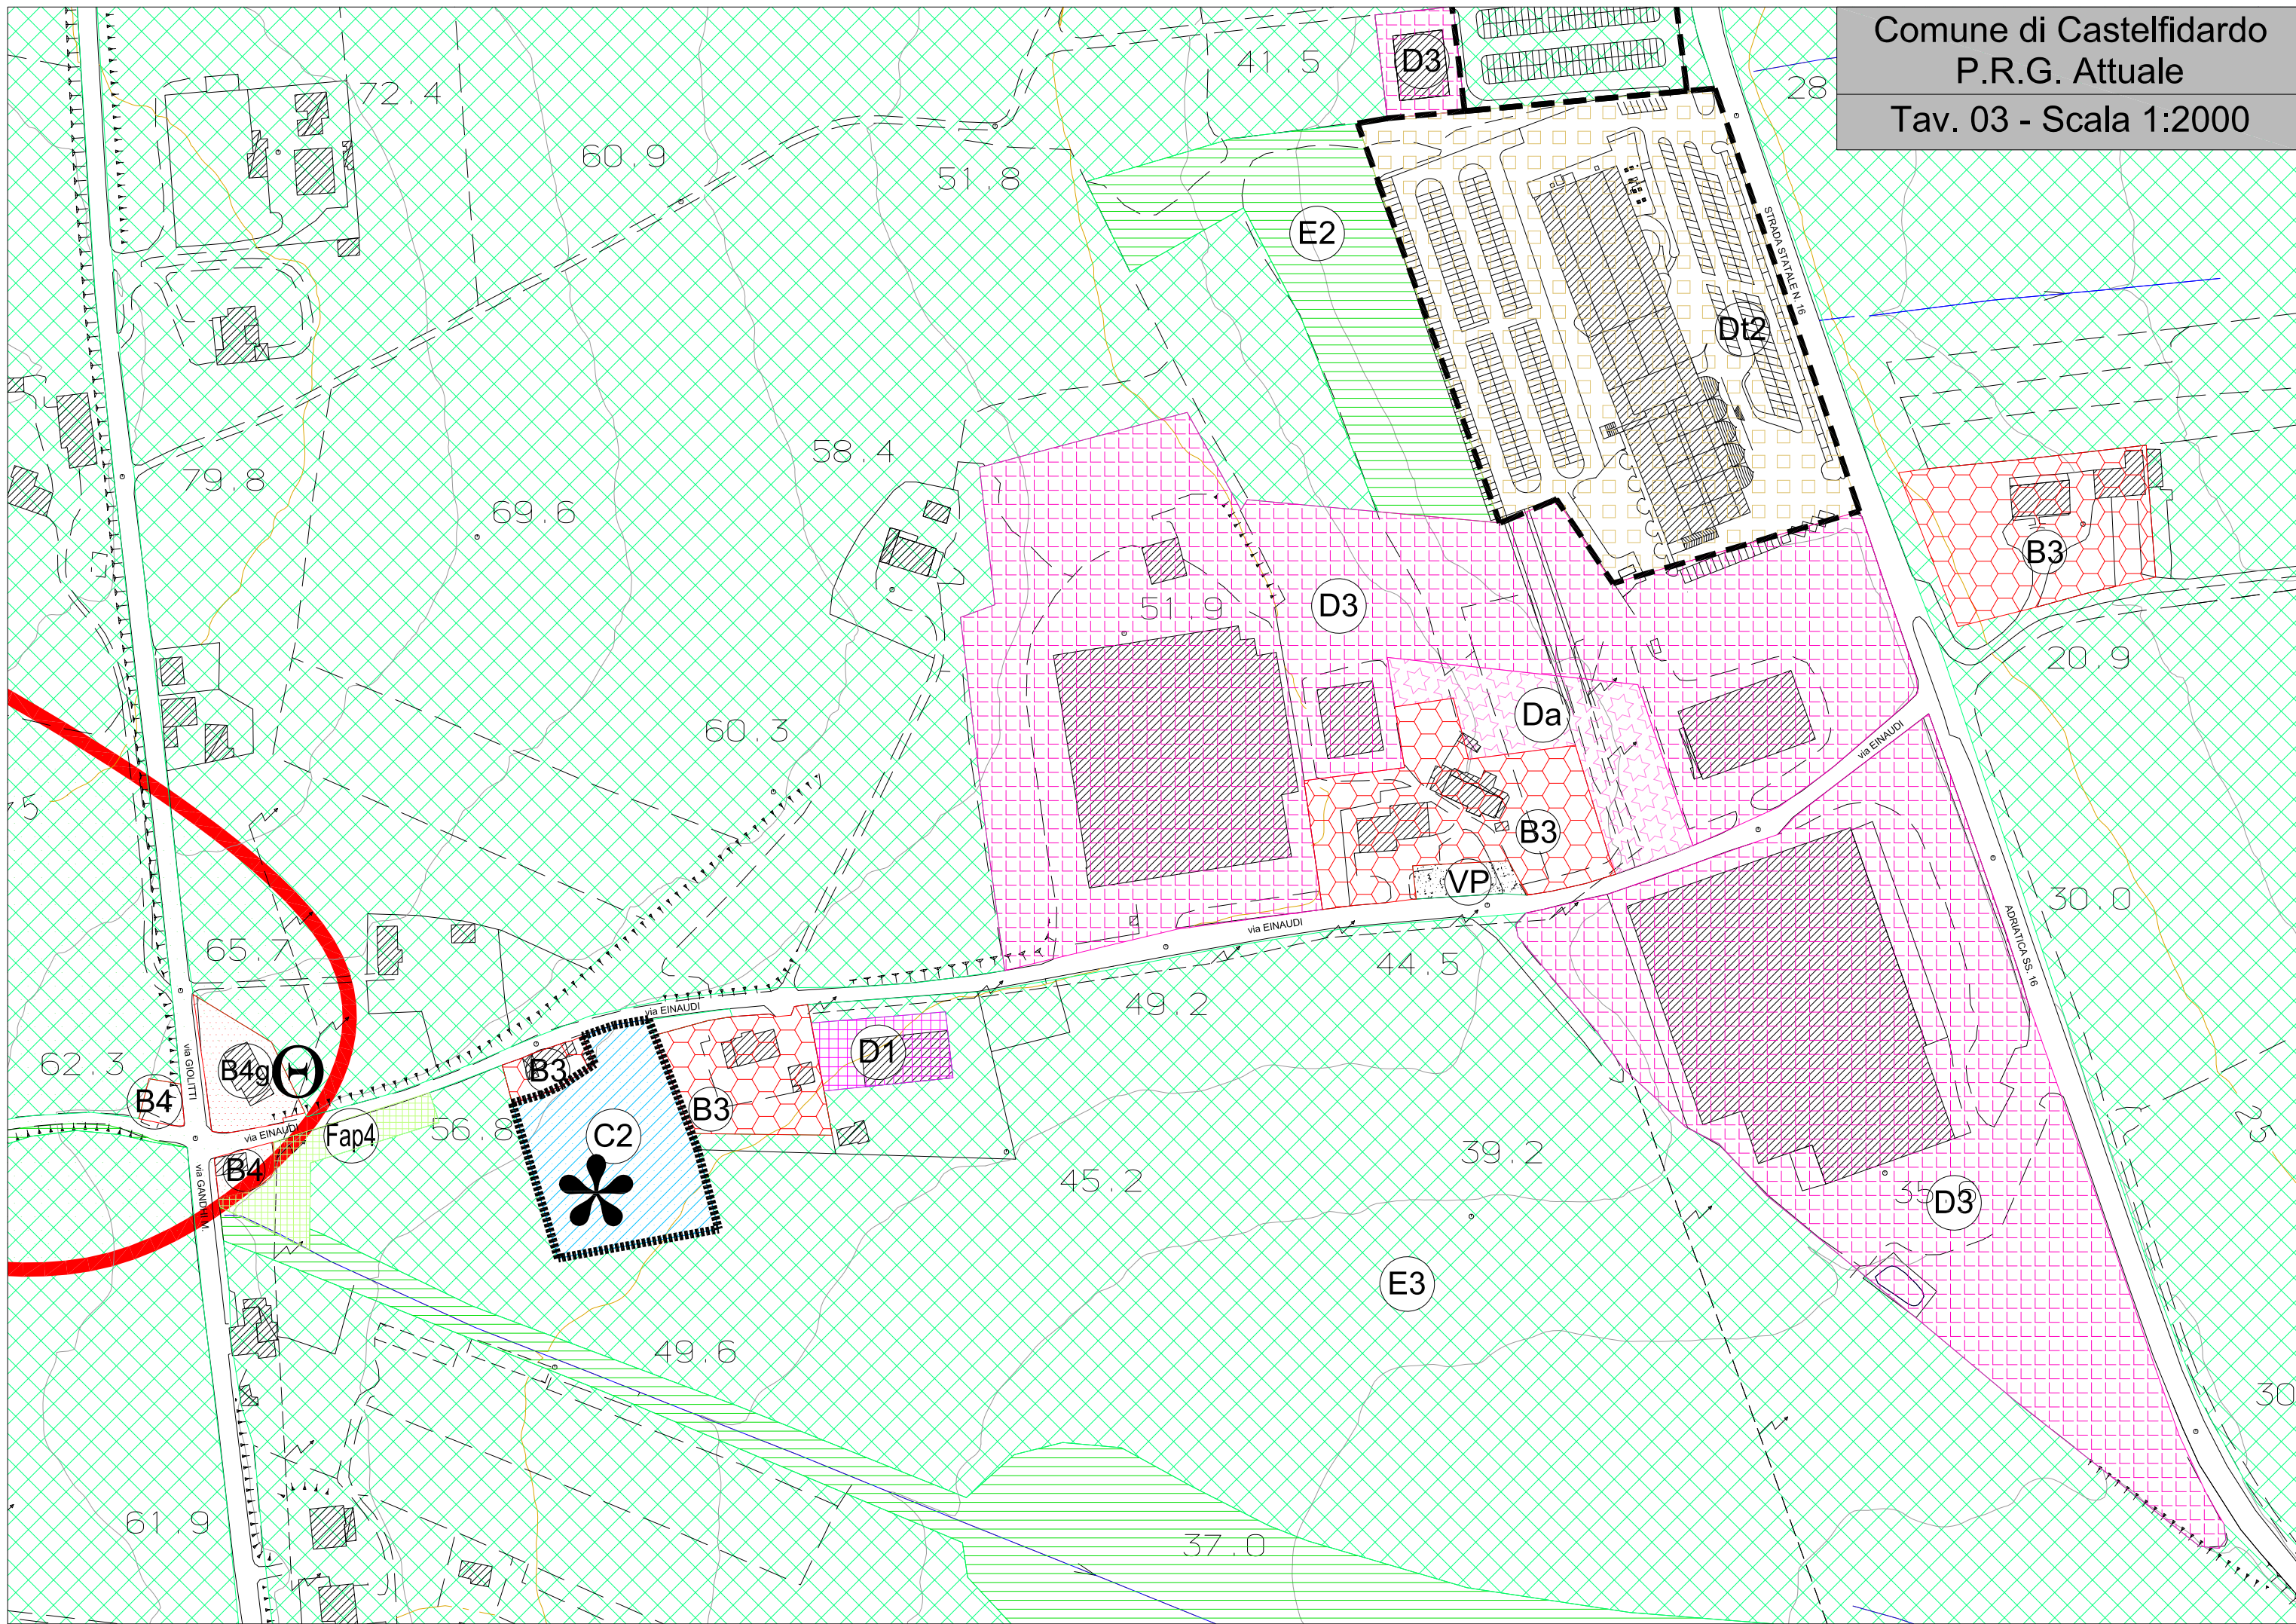 Comune di Castelfidardo
P.R.G. Attuale
Tav. 03 - Scala 1:2000
D3
41.5
28
72.4
60.9
51.8
E2
STRADA STATALE N. 16
Dt2
58.4
79.8
69.6
B3
51.9
D3
20.9
60.3
Da
via EINAUDI
B3
VP
30.0
via EINAUDI
65.7
44.5
ADRIATICA SS. 16
49.2
via EINAUDI
62.3
via GIOLITTI
B4g
Θ
B3
D1
B4
B3
Fap4
56.8
C2
via EINAUDI
39.2
B4
45.2
via GANDHI M.
D3
E3
49.6
30
61.9
37.0